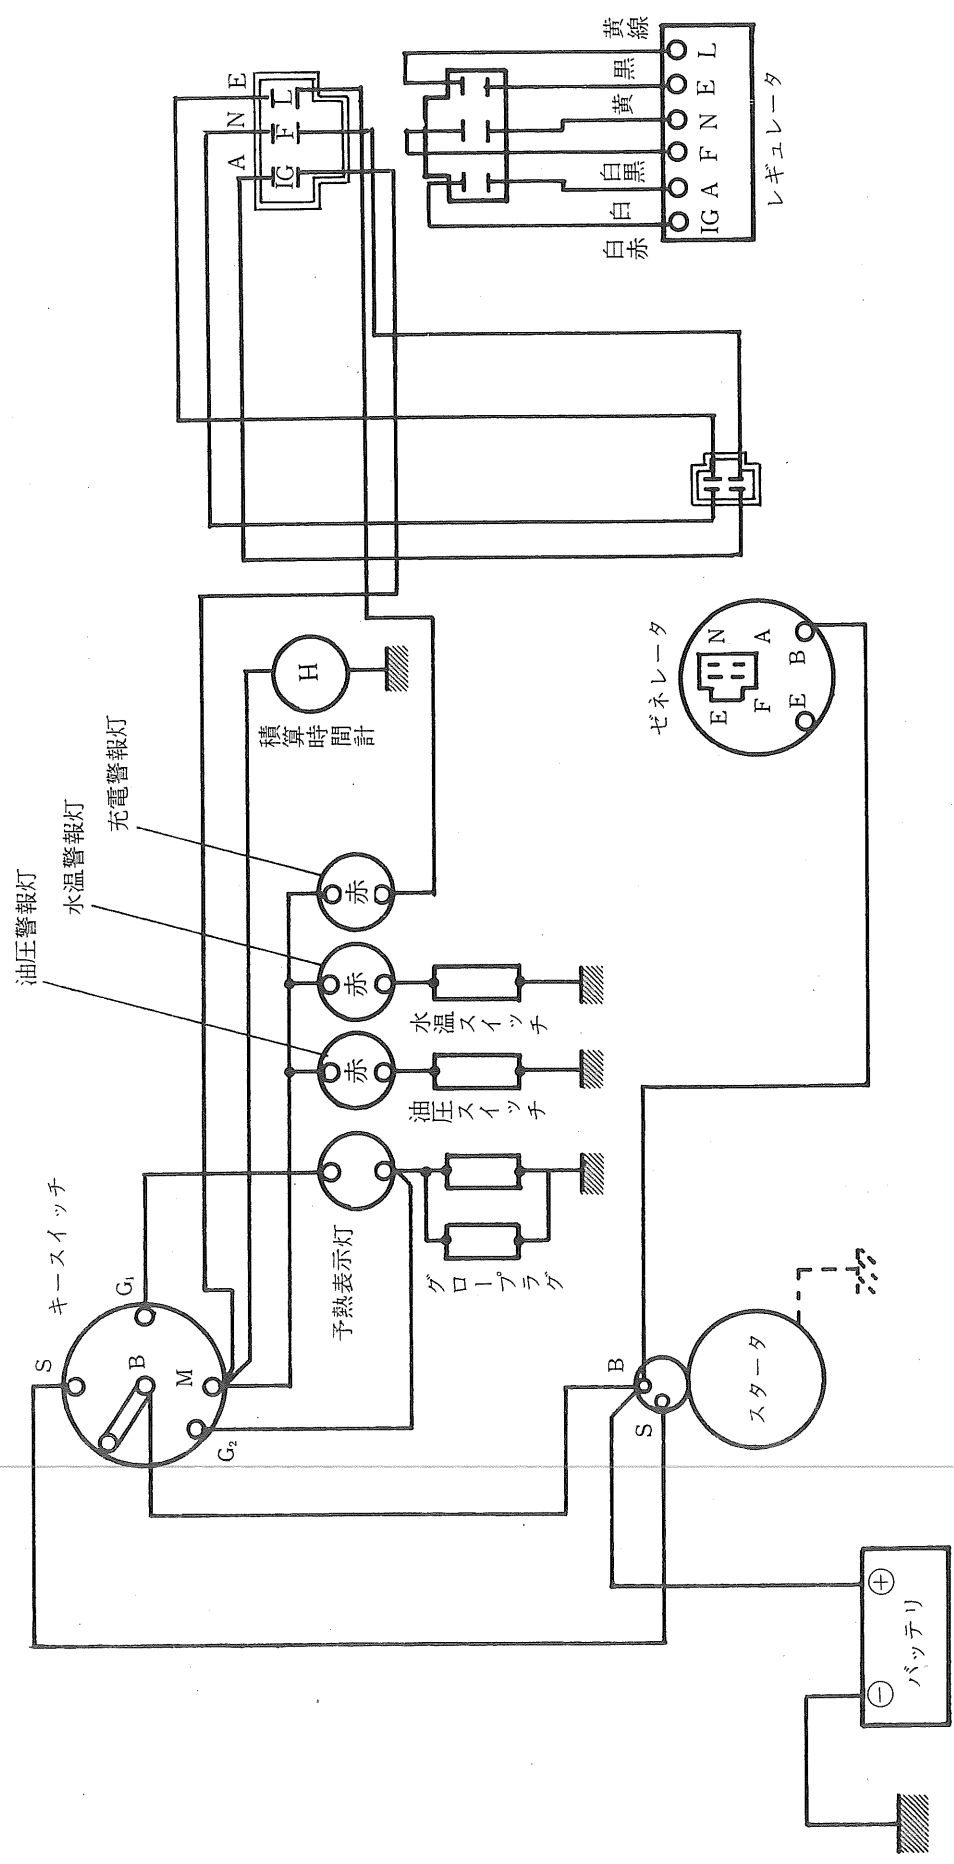 キースイッチ
S
B
M
G₁
G₂
油圧警報灯
水温警報灯
充電警報灯
積算時間計
H
赤
赤
赤
予熱表示灯
グロープラグ
油圧スイッチ
水温スイッチ
A
N
E
IG
F
L
黄線
黒
黄
白黒
白
白赤
IG
A
F
N
E
L
レギュレータ
ゼネレータ
E
N
F
A
E
B
B
S
スタータ
バッテリ
−
+